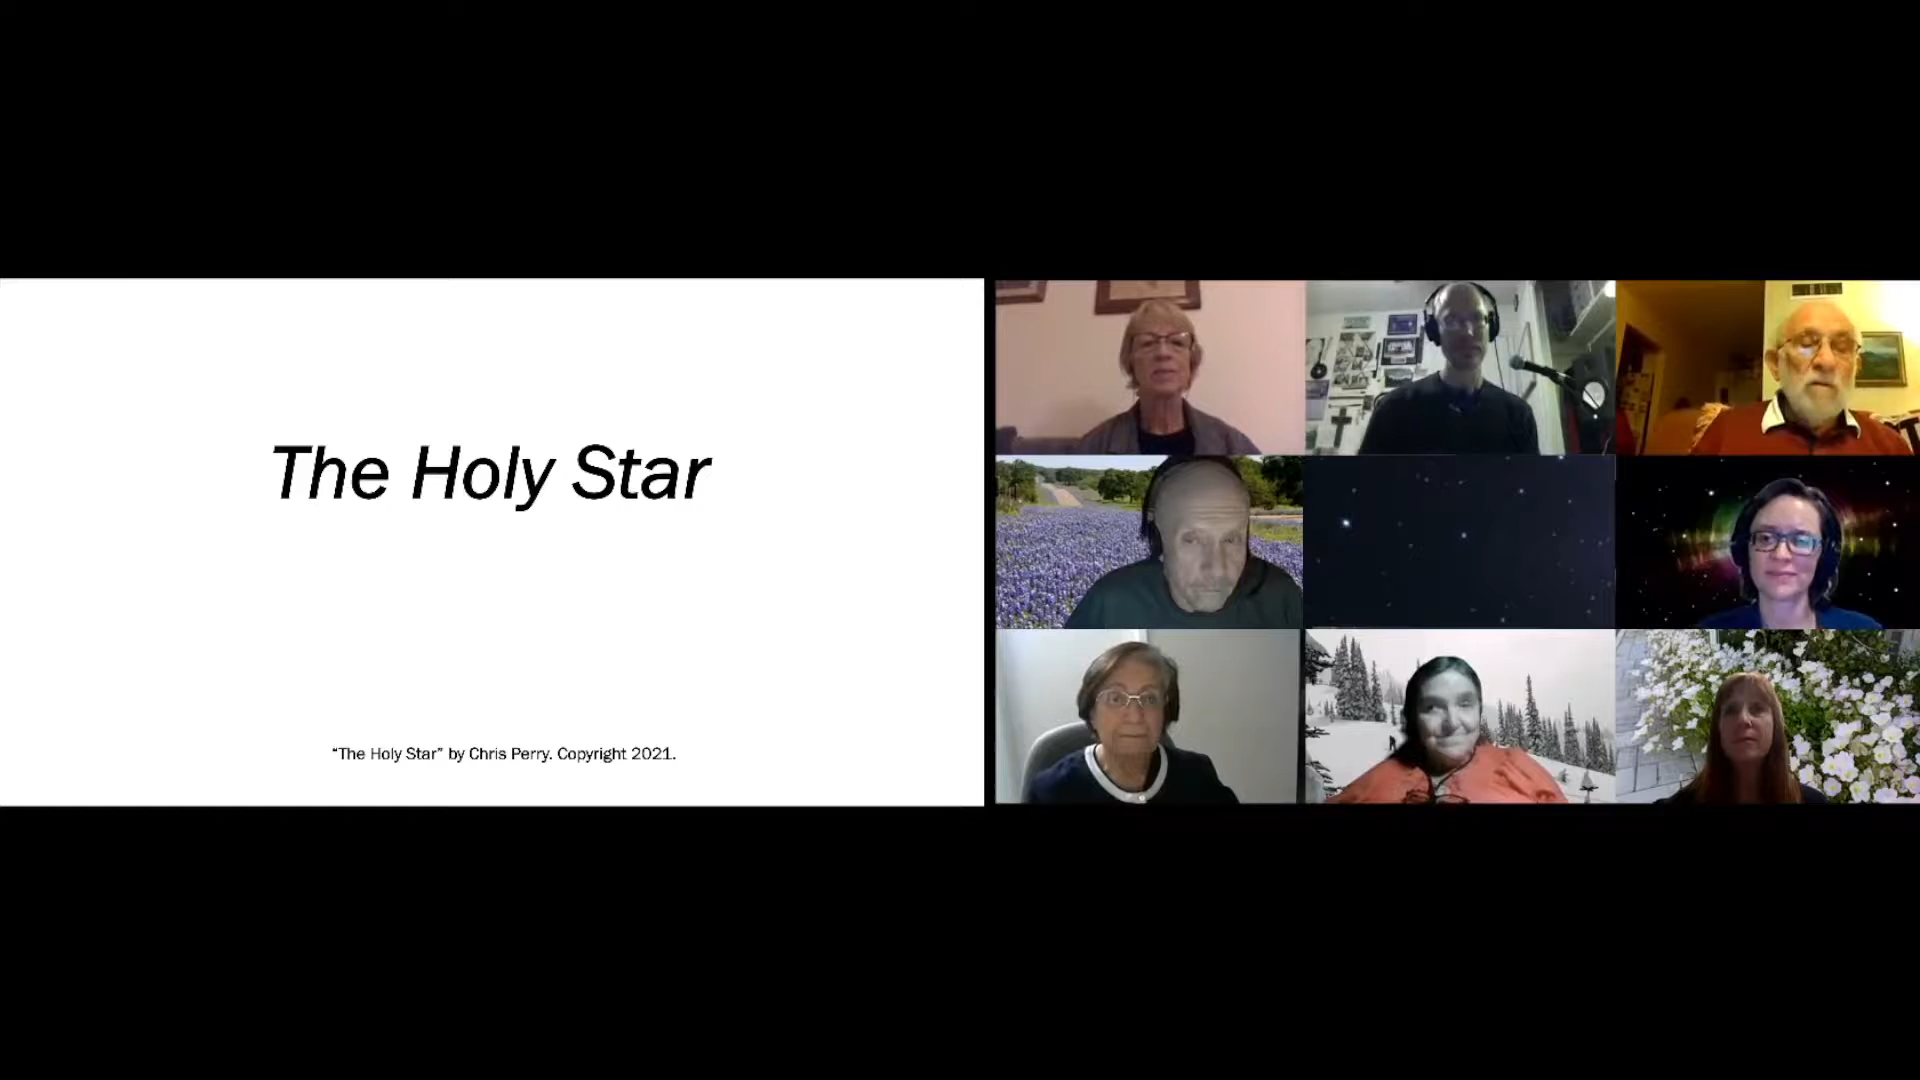 The Holy Star
“The Holy Star” by Chris Perry. Copyright 2021.